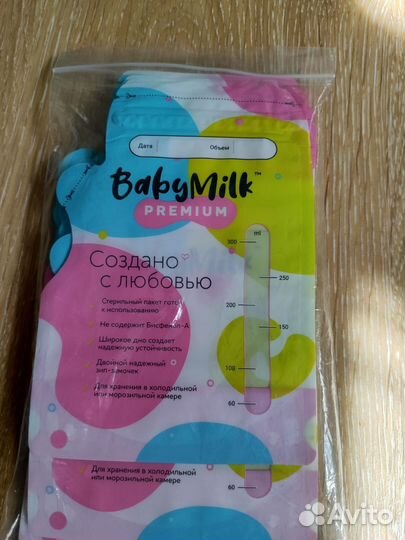 Дата Объем
BabyMilk™
PREMIUM
Создано
с любовью
Стерильный пакет готов
к использованию
Не содержит Бисфенол-А
Широкое дно создает
надежную устойчивость
Двойной надежный
зип-замочек
Для хранения в холодильной
или морозильной камере
ml
300
250
200
150
100
60
Для хранения в холодильной
или морозильной камере
60
Avito